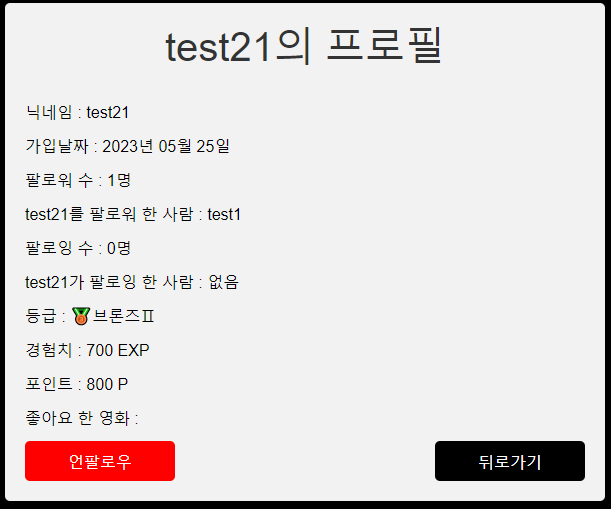 test21의 프로필
닉네임 : test21
가입날짜 : 2023년 05월 25일
팔로워 수 : 1명
test21를 팔로워 한 사람 : test1
팔로잉 수 : 0명
test21가 팔로잉 한 사람 : 없음
등급 : 브론즈Ⅱ
경험치 : 700 EXP
포인트 : 800 P
좋아요 한 영화 :
언팔로우 뒤로가기